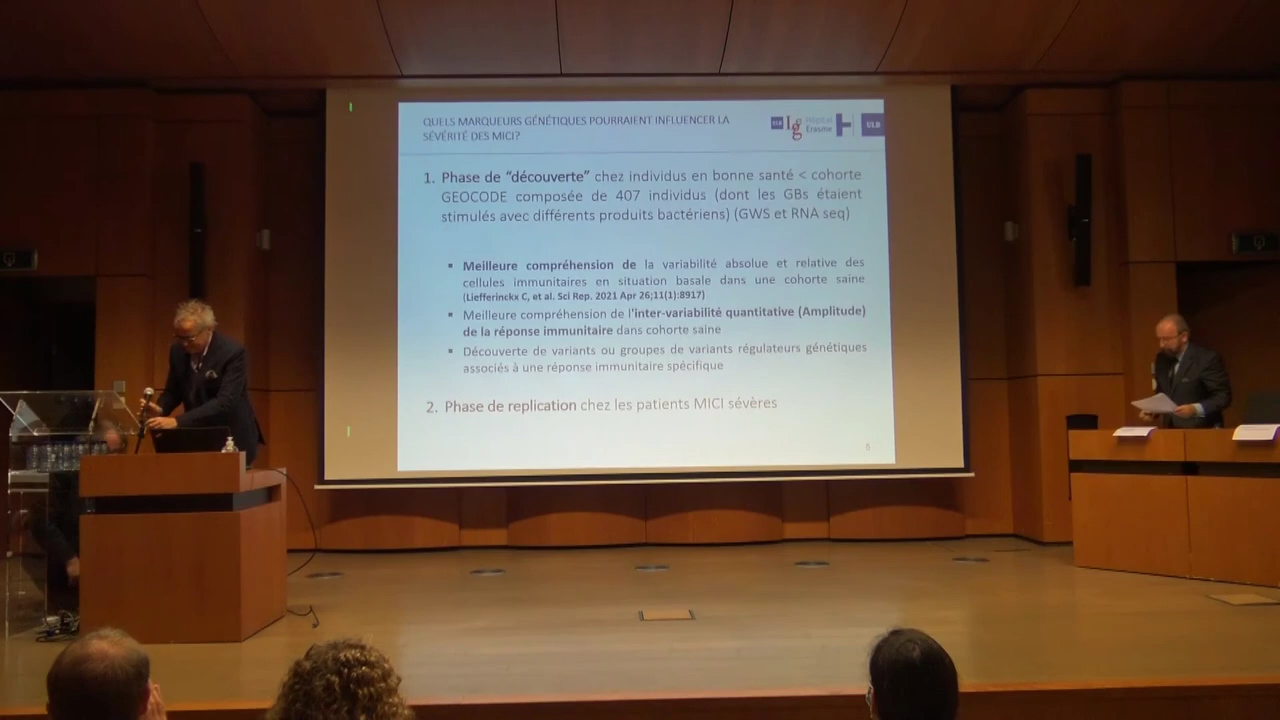 QUELS MARQUEURS GÉNÉTIQUES POURRAIENT INFLUENCER LA
SÉVÉRITÉ DES MICI?
ULB
Hôpital
Erasme
ULB
1. Phase de “découverte” chez individus en bonne santé < cohorte
GEOCODE composée de 407 individus (dont les GBs étaient
stimulés avec différents produits bactériens) (GWS et RNA seq)
▪ Meilleure compréhension de la variabilité absolue et relative des
cellules immunitaires en situation basale dans une cohorte saine
(Liefferinckx C, et al. Sci Rep. 2021 Apr 26;11(1):8917)
▪ Meilleure compréhension de l'inter-variabilité quantitative (Amplitude)
de la réponse immunitaire dans cohorte saine
▪ Découverte de variants ou groupes de variants régulateurs génétiques
associés à une réponse immunitaire spécifique
2. Phase de replication chez les patients MICI sévères